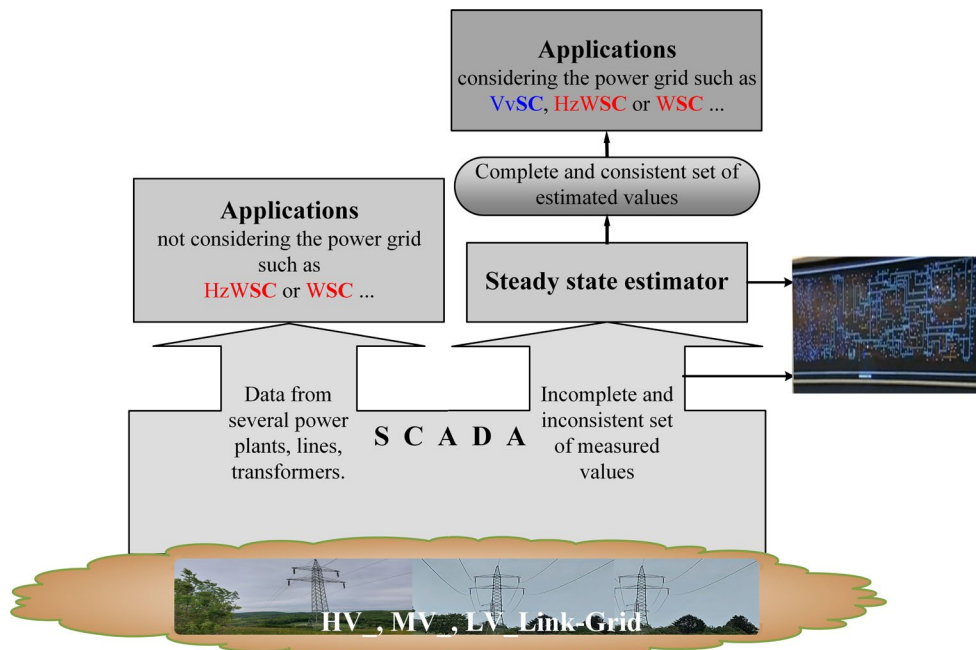 Applications
considering the power grid such as
VvSC, HzWSC or WSC ...
Complete and consistent set of
estimated values
Applications
not considering the power grid
such as
HzWSC or WSC ...
Steady state estimator
Data from
several power
plants, lines,
transformers.
S C A D A
Incomplete and
inconsistent set
of measured
values
HV_, MV_, LV_Link-Grid